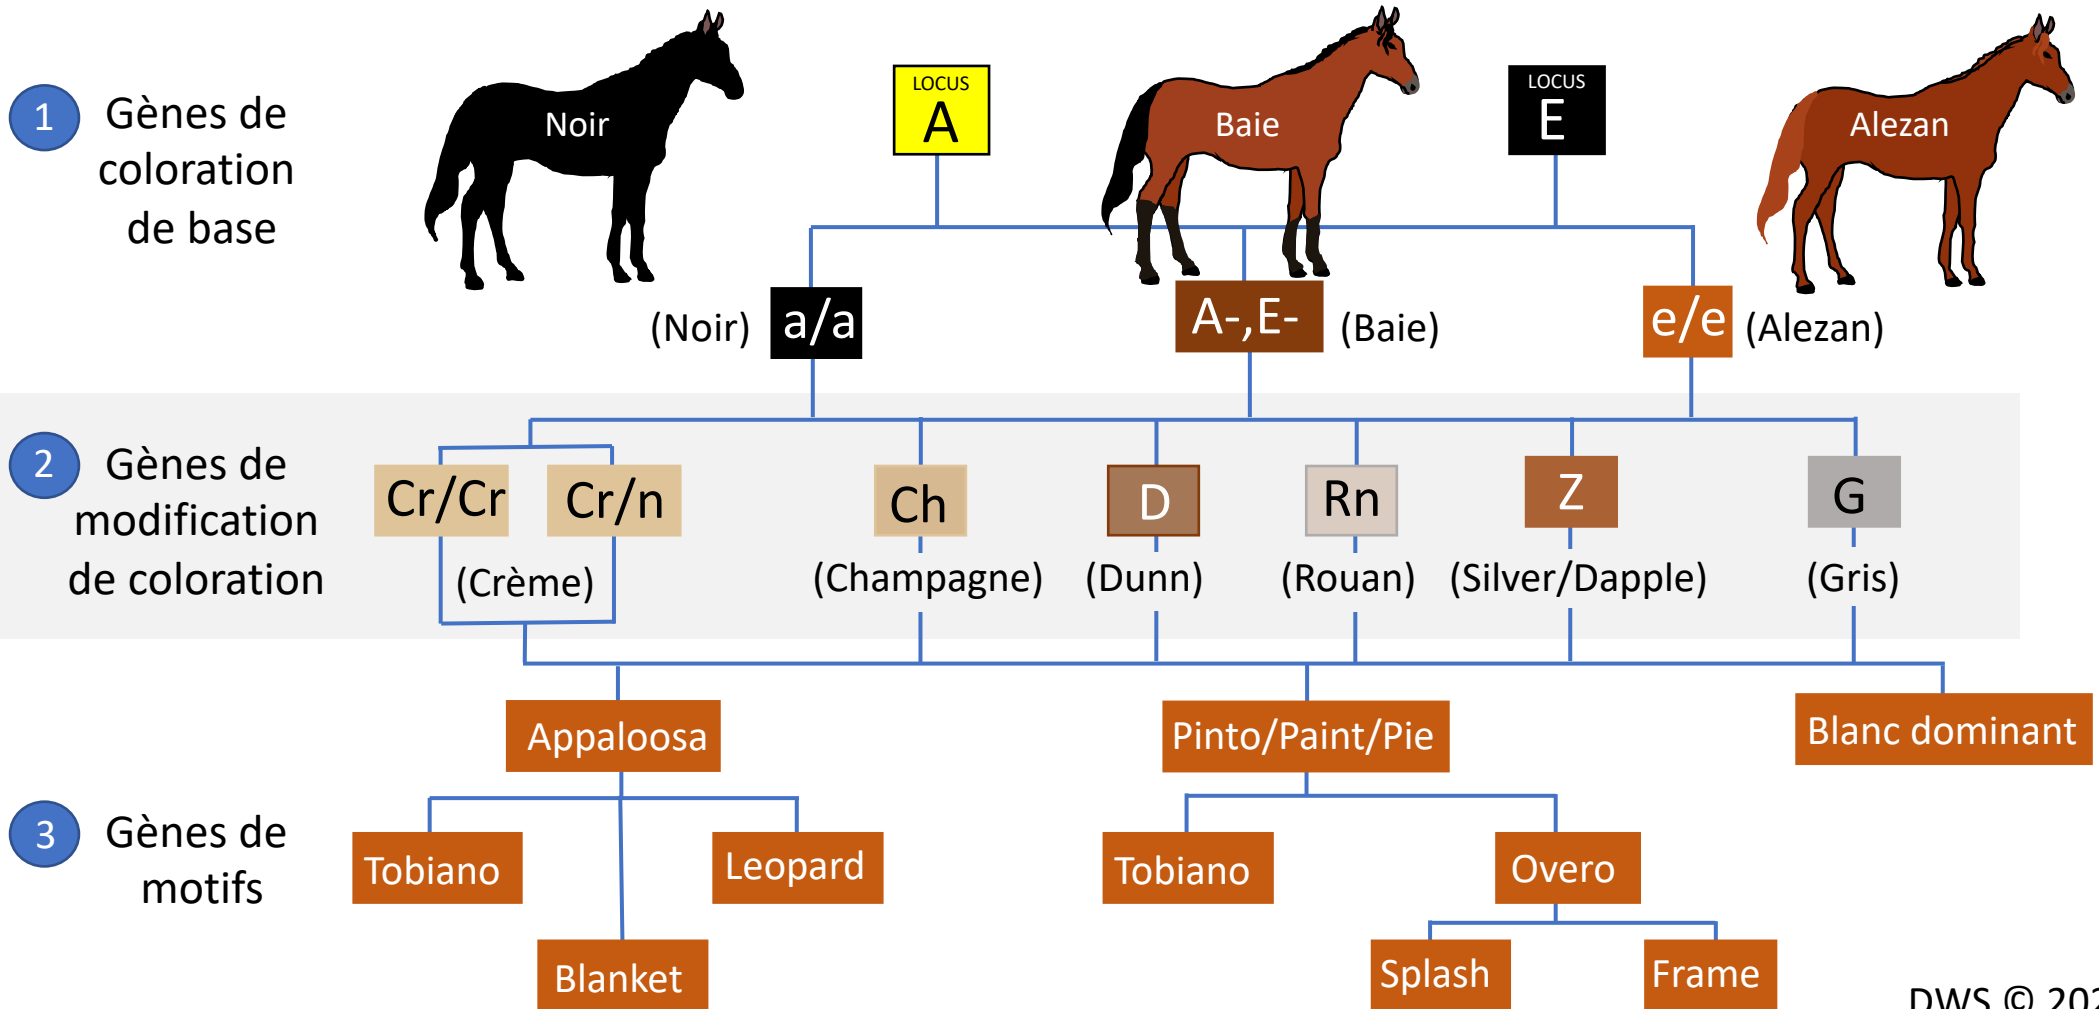 1
Gènes de
coloration
de base
Noir
LOCUS
A
Baie
LOCUS
E
Alezan
(Noir)
a/a
A-,E-
(Baie)
e/e
(Alezan)
2
Gènes de
modification
de coloration
Cr/Cr
Cr/n
Ch
D
Rn
Z
G
(Crème)
(Champagne)
(Dunn)
(Rouan)
(Silver/Dapple)
(Gris)
Appaloosa
Pinto/Paint/Pie
Blanc dominant
3
Gènes de
motifs
Tobiano
Leopard
Blanket
Tobiano
Overo
Splash
Frame
DWS ©